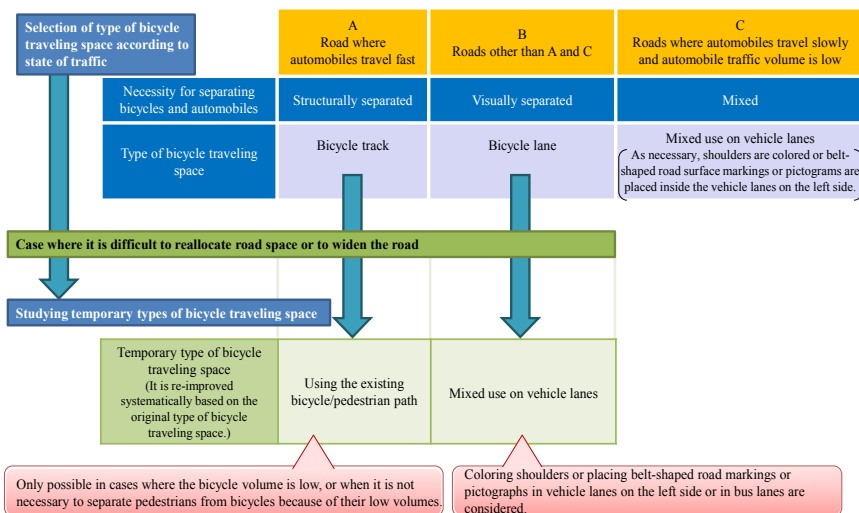 Selection of type of bicycle
traveling space according to
state of traffic
A
Road where
automobiles travel fast
B
Roads other than A and C
C
Roads where automobiles travel slowly
and automobile traffic volume is low
Necessity for separating
bicycles and automobiles
Structurally separated
Visually separated
Mixed
Type of bicycle traveling
space
Bicycle track
Bicycle lane
Mixed use on vehicle lanes
As necessary, shoulders are colored or belt-
shaped road surface markings or pictograms are
placed inside the vehicle lanes on the left side.
Case where it is difficult to reallocate road space or to widen the road
Studying temporary types of bicycle traveling space
Temporary type of bicycle
traveling space
(It is re-improved
systematically based on the
original type of bicycle
traveling space.)
Using the existing
bicycle/pedestrian path
Mixed use on vehicle lanes
Only possible in cases where the bicycle volume is low, or when it is not
necessary to separate pedestrians from bicycles because of their low volumes.
Coloring shoulders or placing belt-shaped road markings or
pictographs in vehicle lanes on the left side or in bus lanes are
considered.